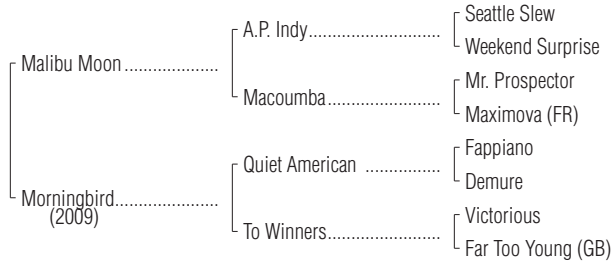 Seattle Slew
A.P. Indy............................
Weekend Surprise
Malibu Moon ....................
Mr. Prospector
Macoumba........................
Maximova (FR)
Fappiano
Quiet American ................
Demure
Morningbird......................
(2009)
Victorious
To Winners........................
Far Too Young (GB)